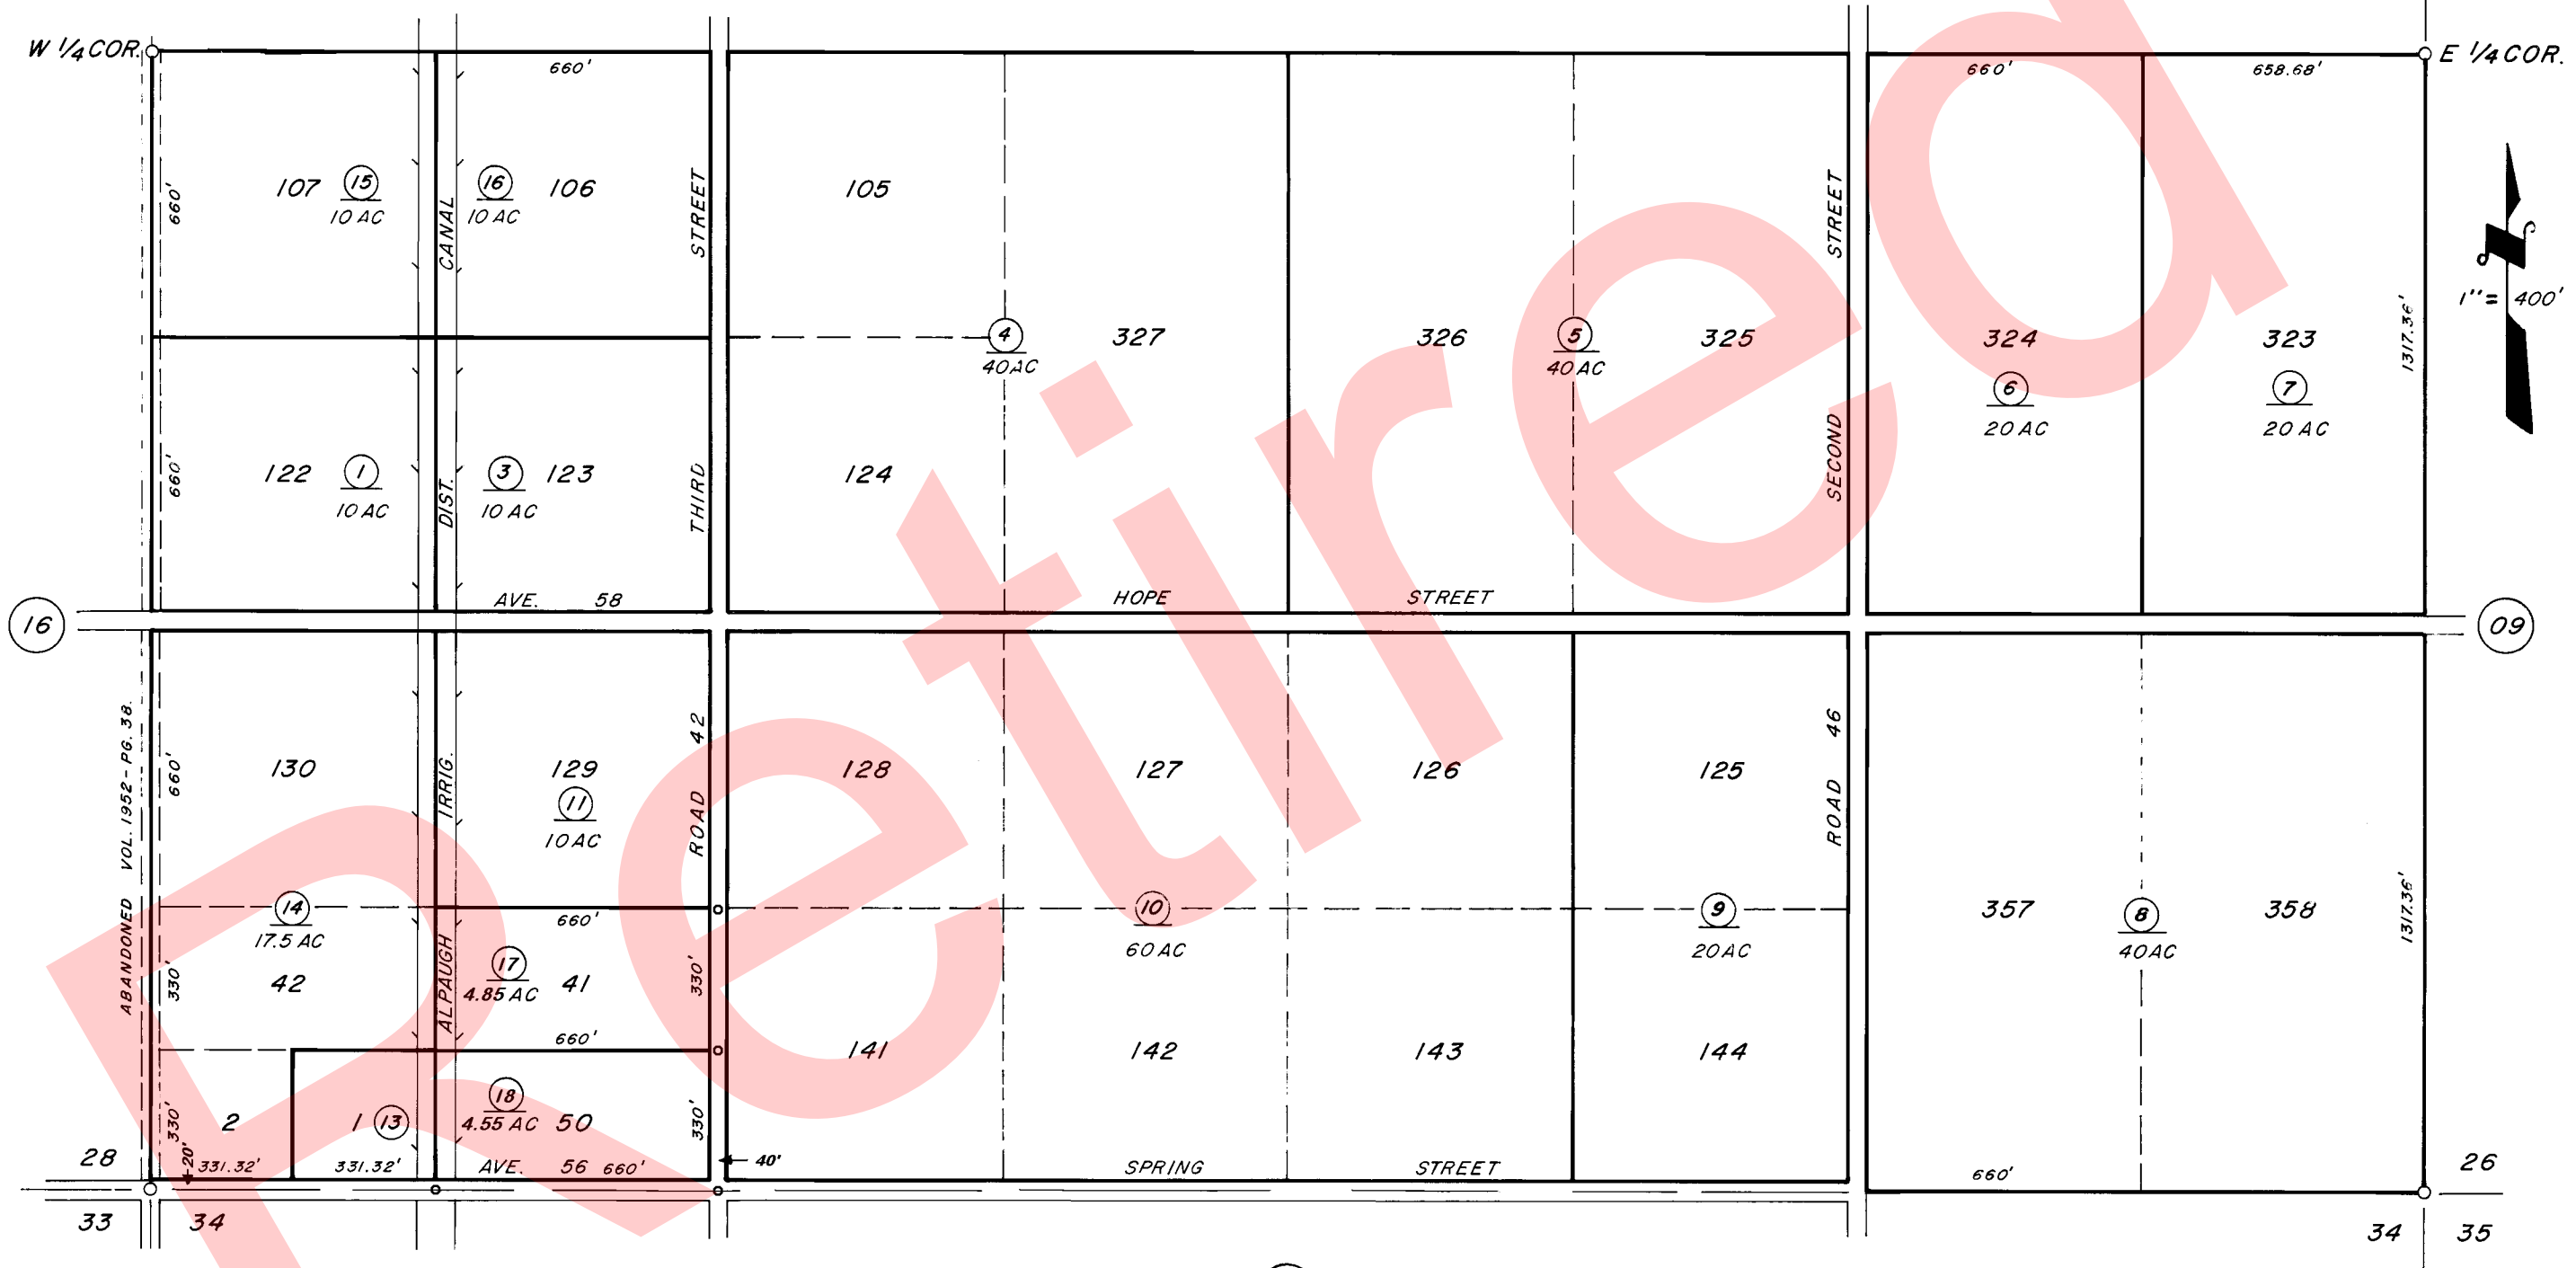 W 1/4 COR.
660'
660'
658.68'
E 1/4 COR.
107 15 10 AC
16 10 AC 106
105
660'
CANAL
STREET
STREET
1" = 400'
4 40 AC
327
326
5 40 AC
325
324
6 20 AC
323
7 20 AC
1317.36'
660'
122 1 10 AC
DIST.
3 10 AC 123
THIRD
124
SECOND
AVE. 58
HOPE STREET
16
09
ABANDONED VOL. 1952 - PG. 38.
660'
130
IRRIG.
129
11 10 AC
ROAD 42
128
127
126
125
ROAD 46
14 17.5 AC
42
330'
ALPAUGH
660'
17 4.85 AC 41
330'
660'
10 60 AC
9 20 AC
357
8 40 AC
358
1317.36'
141
142
143
144
330'
2
1 13
18 4.55 AC 50
330'
28
20'
331.32'
331.32'
AVE. 56 660'
40'
SPRING STREET
660'
26
33
34
34
35
Retired